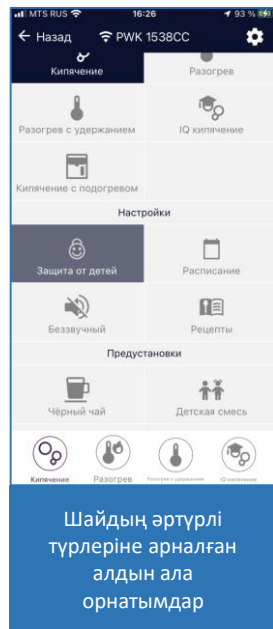 MTS RUS 16:26 93 %
← Назад PWK 1538CC
Кипячение Разогрев
Разогрев с удержанием IQ кипячение
Кипячение с подогревом
Настройки
Защита от детей Расписание
Беззвучный Рецепты
Предустановки
Чёрный чай Детская смесь
Кипячение Разогрев Разогрев с удержанием IQ кипячение
Шайдың әртүрлі
түрлеріне арналған
алдын ала
орнатымдар